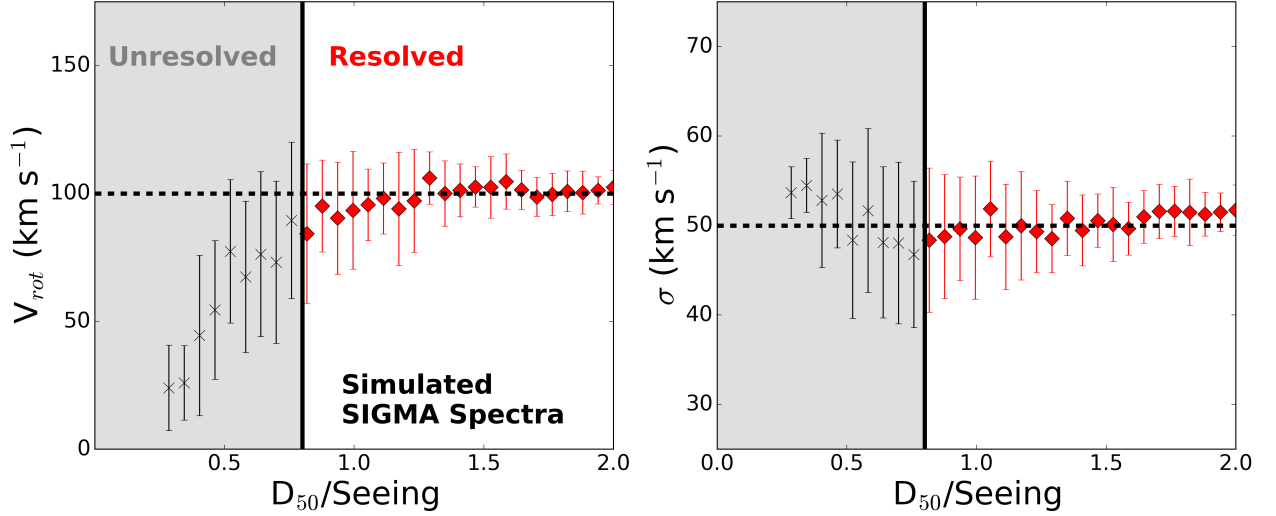 Unresolved
Resolved
Simulated
SIGMA Spectra
V_rot (km s^−1)
150
100
50
0
0.5
1.0
1.5
2.0
D_50/Seeing
σ (km s^−1)
70
60
50
40
30
0.0
0.5
1.0
1.5
2.0
D_50/Seeing